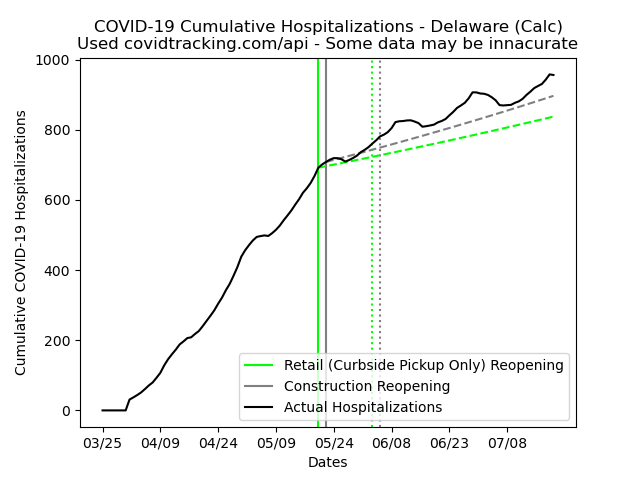 COVID-19 Cumulative Hospitalizations - Delaware (Calc)
Used covidtracking.com/api - Some data may be innacurate
Cumulative COVID-19 Hospitalizations
1000
800
600
400
200
0
Retail (Curbside Pickup Only) Reopening
Construction Reopening
Actual Hospitalizations
03/25 04/09 04/24 05/09 05/24 06/08 06/23 07/08
Dates